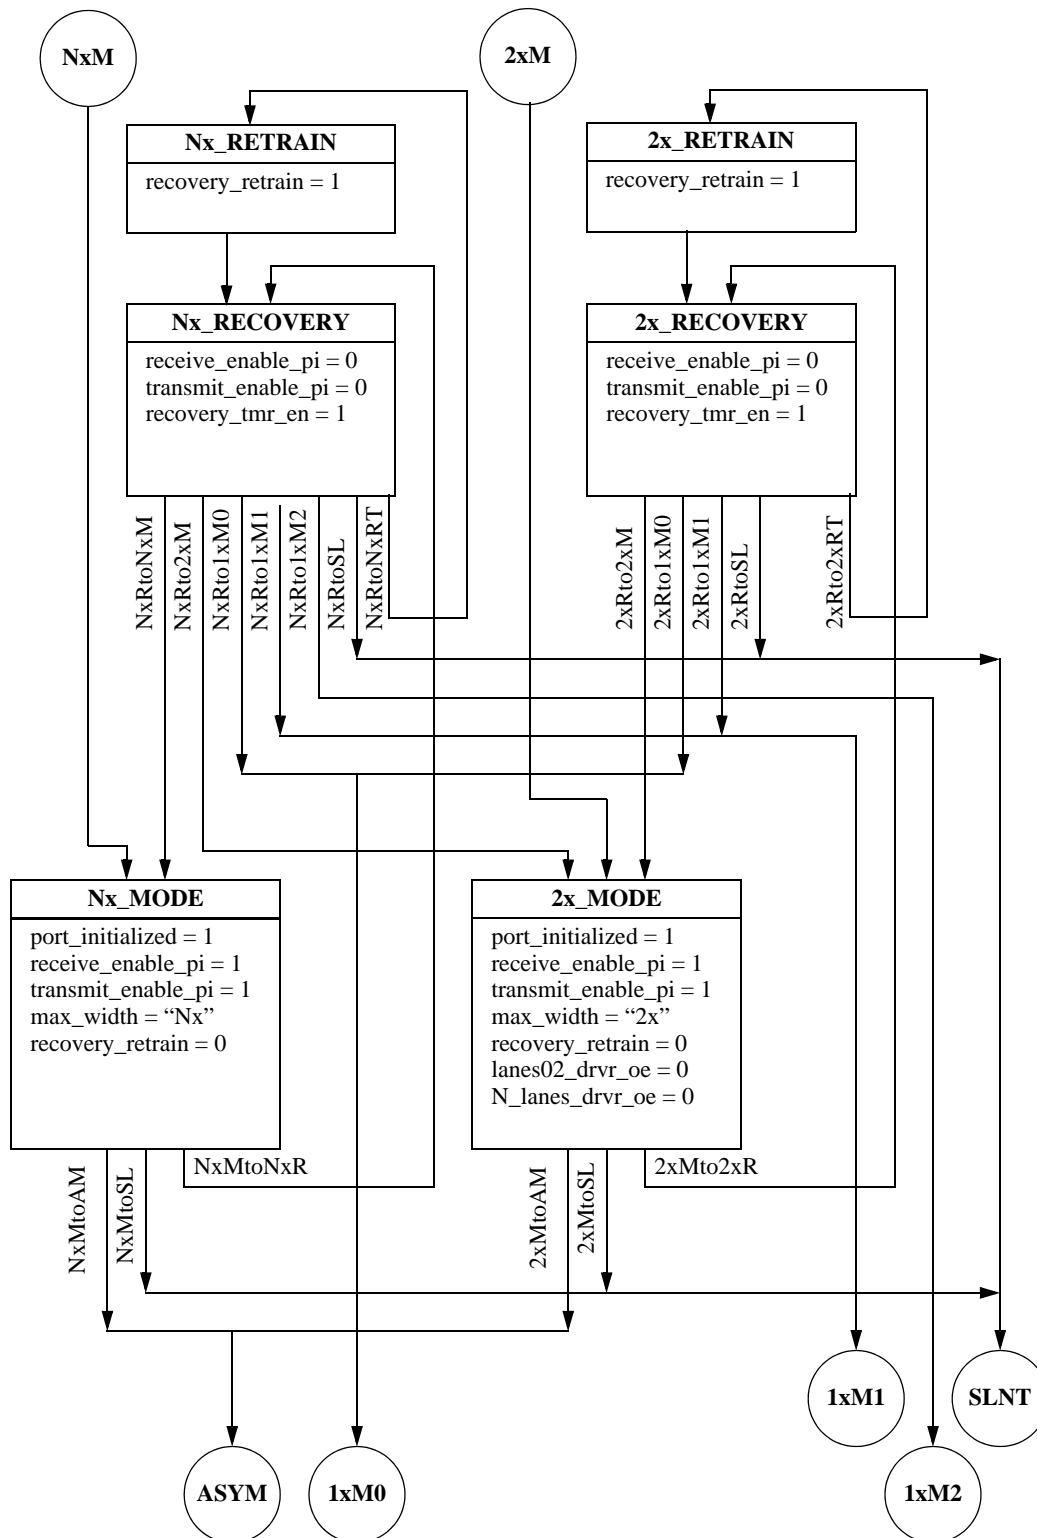 NxM
2xM
Nx_RETRAIN
recovery_retrain = 1
2x_RETRAIN
recovery_retrain = 1
Nx_RECOVERY
receive_enable_pi = 0
transmit_enable_pi = 0
recovery_tmr_en = 1
2x_RECOVERY
receive_enable_pi = 0
transmit_enable_pi = 0
recovery_tmr_en = 1
NxRtoNxM
NxRto2xM
NxRto1xM0
NxRto1xM1
NxRto1xM2
NxRtoSL
NxRtoNxRT
2xRto2xM
2xRto1xM0
2xRto1xM1
2xRtoSL
2xRto2xRT
Nx_MODE
port_initialized = 1
receive_enable_pi = 1
transmit_enable_pi = 1
max_width = “Nx”
recovery_retrain = 0
2x_MODE
port_initialized = 1
receive_enable_pi = 1
transmit_enable_pi = 1
max_width = “2x”
recovery_retrain = 0
lanes02_drvr_oe = 0
N_lanes_drvr_oe = 0
NxMtoAM
NxMtoSL
NxMtoNxR
2xMtoAM
2xMtoSL
2xMto2xR
1xM1
SLNT
ASYM
1xM0
1xM2